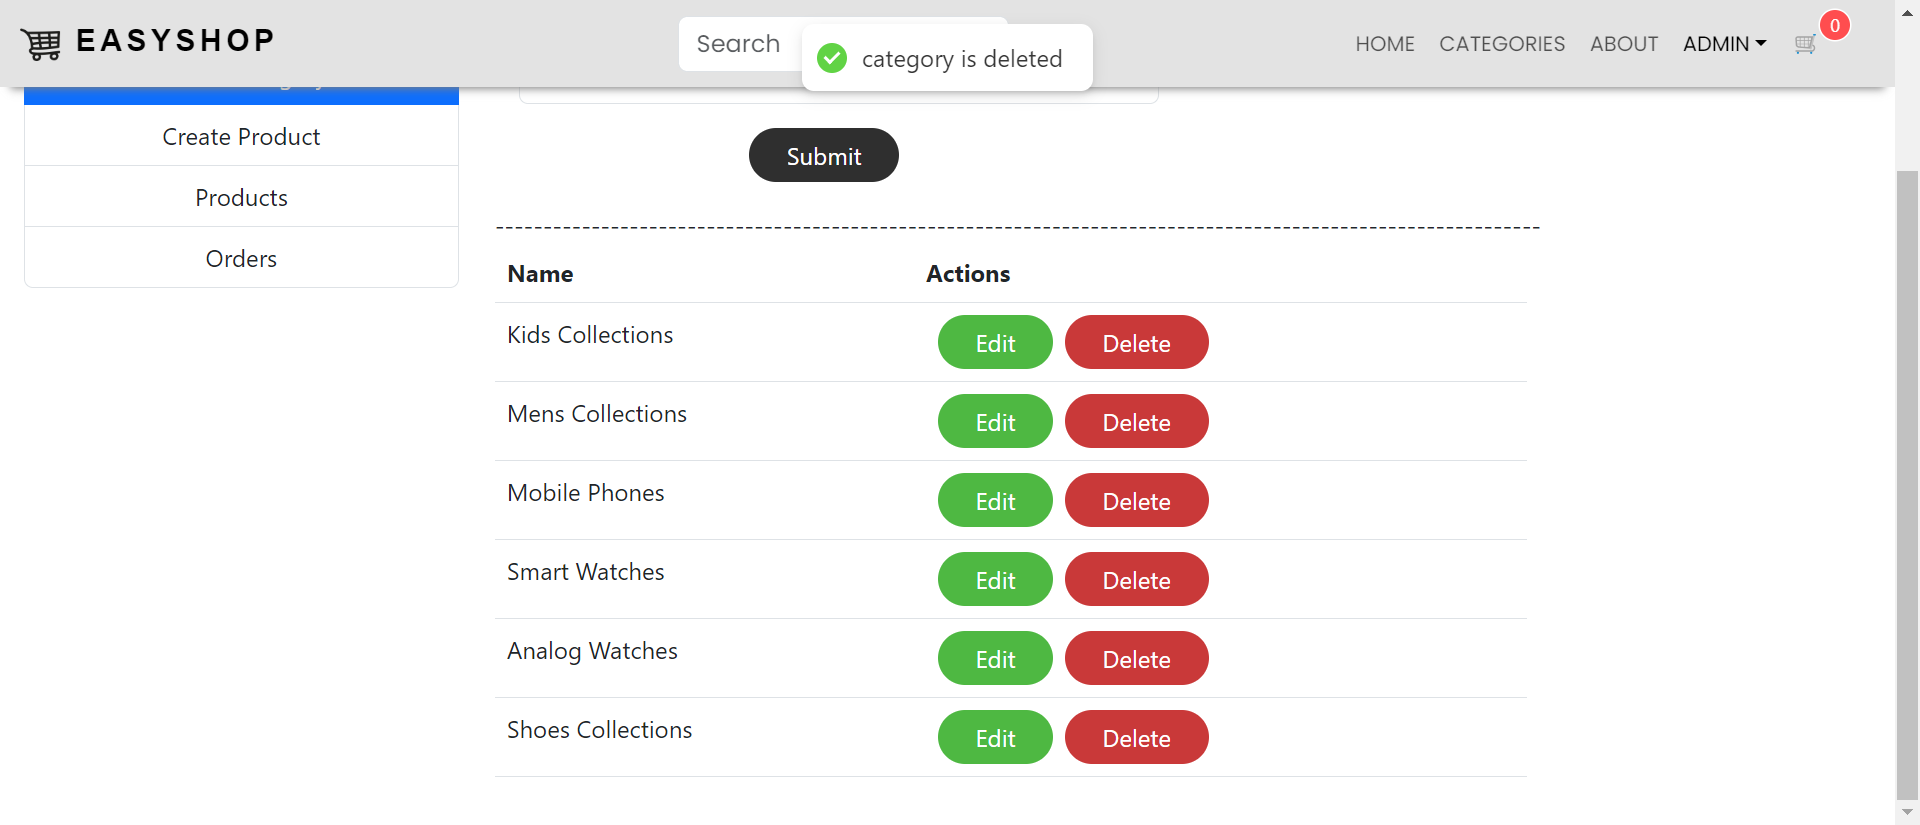 EASYSHOP
Search
category is deleted
HOME
CATEGORIES
ABOUT
ADMIN
0
Create Product
Products
Orders
Submit
----------------------------------------------------------------------------------------
Name Actions
Kids Collections Edit Delete
Mens Collections Edit Delete
Mobile Phones Edit Delete
Smart Watches Edit Delete
Analog Watches Edit Delete
Shoes Collections Edit Delete